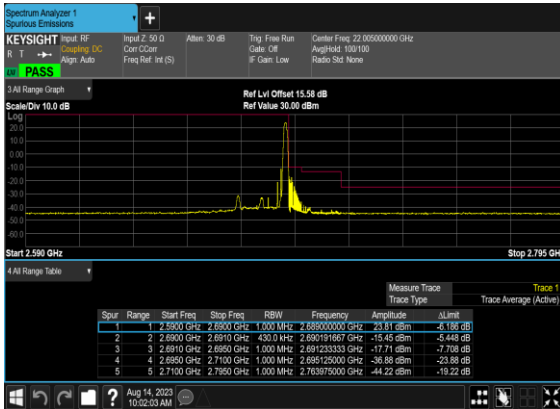 Spectrum Analyzer 1
Spurious Emissions
+
KEYSIGHT
R T
LXI PASS
Input: RF
Coupling: DC
Align: Auto
Input Z: 50 Ω
Corr CCorr
Freq Ref: Int (S)
Atten: 30 dB
Trig: Free Run
Gate: Off
IF Gain: Low
Center Freq: 22.005000000 GHz
Avg|Hold: 100/100
Radio Std: None
3 All Range Graph
Scale/Div 10.0 dB
Ref Lvl Offset 15.58 dB
Ref Value 30.00 dBm
Log
20.0
10.0
0.00
-10.0
-20.0
-30.0
-40.0
-50.0
-60.0
Start 2.590 GHz
Stop 2.795 GH
4 All Range Table
Measure Trace Trace 1
Trace Type Trace Average (Active)
Spur Range Start Freq Stop Freq RBW Frequency Amplitude ΔLimit
1 1 2.5900 GHz 2.6900 GHz 1.000 MHz 2.689000000 GHz 23.81 dBm -6.186 dB
2 2 2.6900 GHz 2.6910 GHz 430.0 kHz 2.690191667 GHz -15.45 dBm -5.448 dB
3 3 2.6910 GHz 2.6950 GHz 1.000 MHz 2.691233333 GHz -17.71 dBm -7.708 dB
4 4 2.6950 GHz 2.7100 GHz 1.000 MHz 2.695125000 GHz -36.88 dBm -23.88 dB
5 5 2.7100 GHz 2.7950 GHz 1.000 MHz 2.763975000 GHz -44.22 dBm -19.22 dB
?
Aug 14, 2023
10:02:03 AM